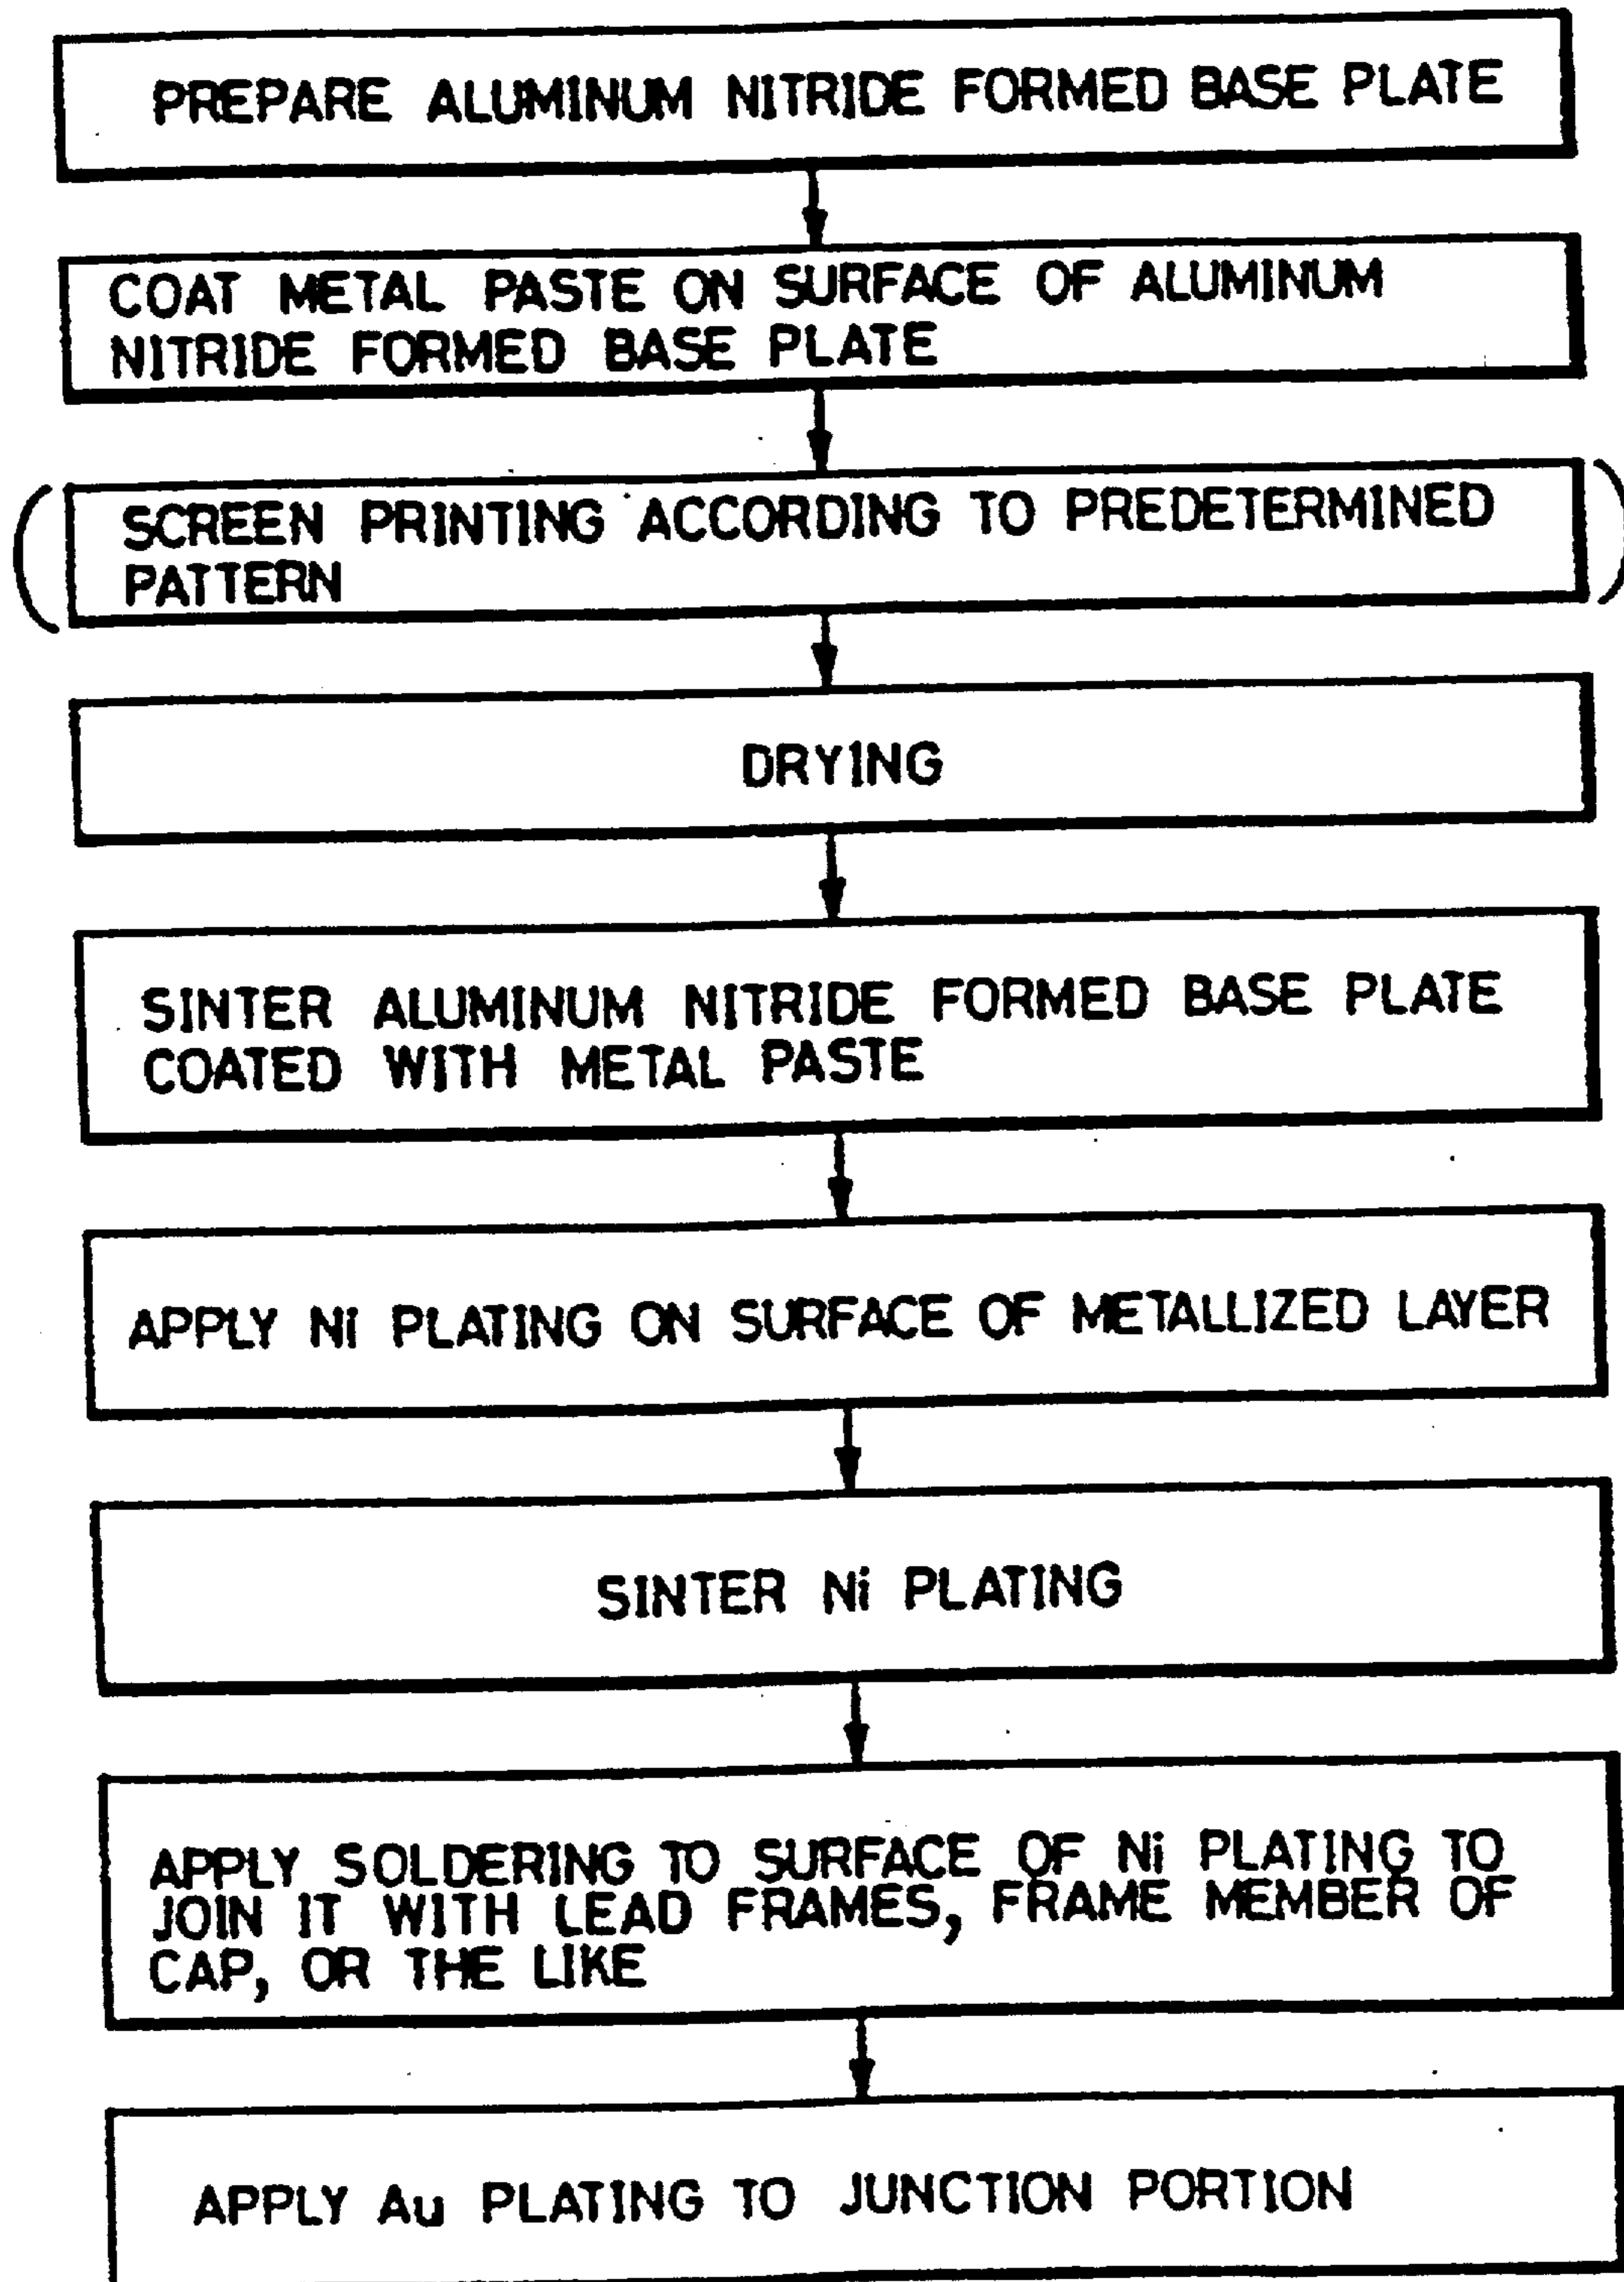 PREPARE ALUMINUM NITRIDE FORMED BASE PLATE
COAT METAL PASTE ON SURFACE OF ALUMINUM
NITRIDE FORMED BASE PLATE
SCREEN PRINTING ACCORDING TO PREDETERMINED
PATTERN
DRYING
SINTER ALUMINUM NITRIDE FORMED BASE PLATE
COATED WITH METAL PASTE
APPLY Ni PLATING ON SURFACE OF METALLIZED LAYER
SINTER Ni PLATING
APPLY SOLDERING TO SURFACE OF Ni PLATING TO
JOIN IT WITH LEAD FRAMES, FRAME MEMBER OF
CAP, OR THE LIKE
APPLY Au PLATING TO JUNCTION PORTION